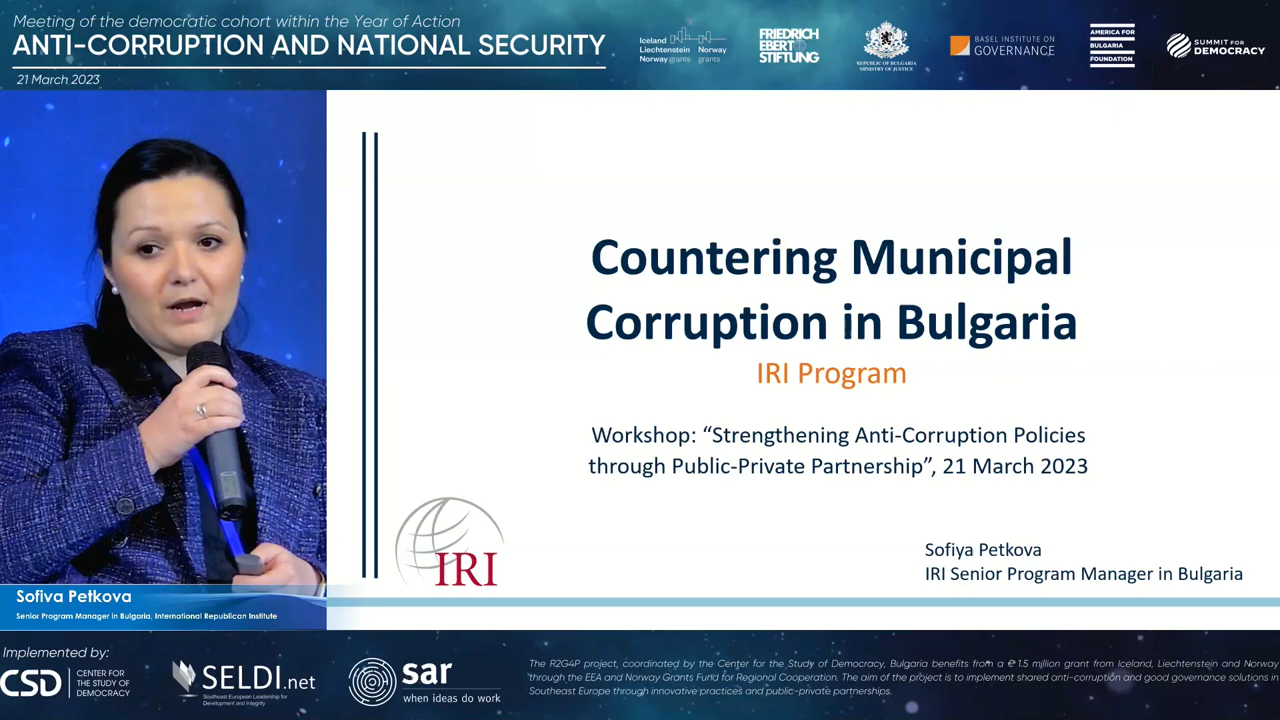 Meeting of the democratic cohort within the Year of Action
ANTI-CORRUPTION AND NATIONAL SECURITY
21 March 2023
Iceland
Liechtenstein Norway
Norway grants grants
FRIEDRICH
EBERT
STIFTUNG
REPUBLIC OF BULGARIA
MINISTRY OF JUSTICE
BASEL INSTITUTE ON
GOVERNANCE
AMERICA FOR
BULGARIA
FOUNDATION
SUMMIT FOR
DEMOCRACY
Countering Municipal
Corruption in Bulgaria
IRI Program
Workshop: “Strengthening Anti-Corruption Policies
through Public-Private Partnership”, 21 March 2023
IRI
Sofiya Petkova
IRI Senior Program Manager in Bulgaria
Sofiva Petkova
Senior Program Manager in Bulgaria, International Republican Institute
Implemented by:
CSD
CENTER FOR
THE STUDY OF
DEMOCRACY
SELDI.net
Southeast European Leadership for
Development and Integrity
sar
when ideas do work
The R2G4P project, coordinated by the Center for the Study of Democracy, Bulgaria benefits from a € 1.5 million grant from Iceland, Liechtenstein and Norway
through the EEA and Norway Grants Fund for Regional Cooperation. The aim of the project is to implement shared anti-corruption and good governance solutions in
Southeast Europe through innovative practices and public-private partnerships.